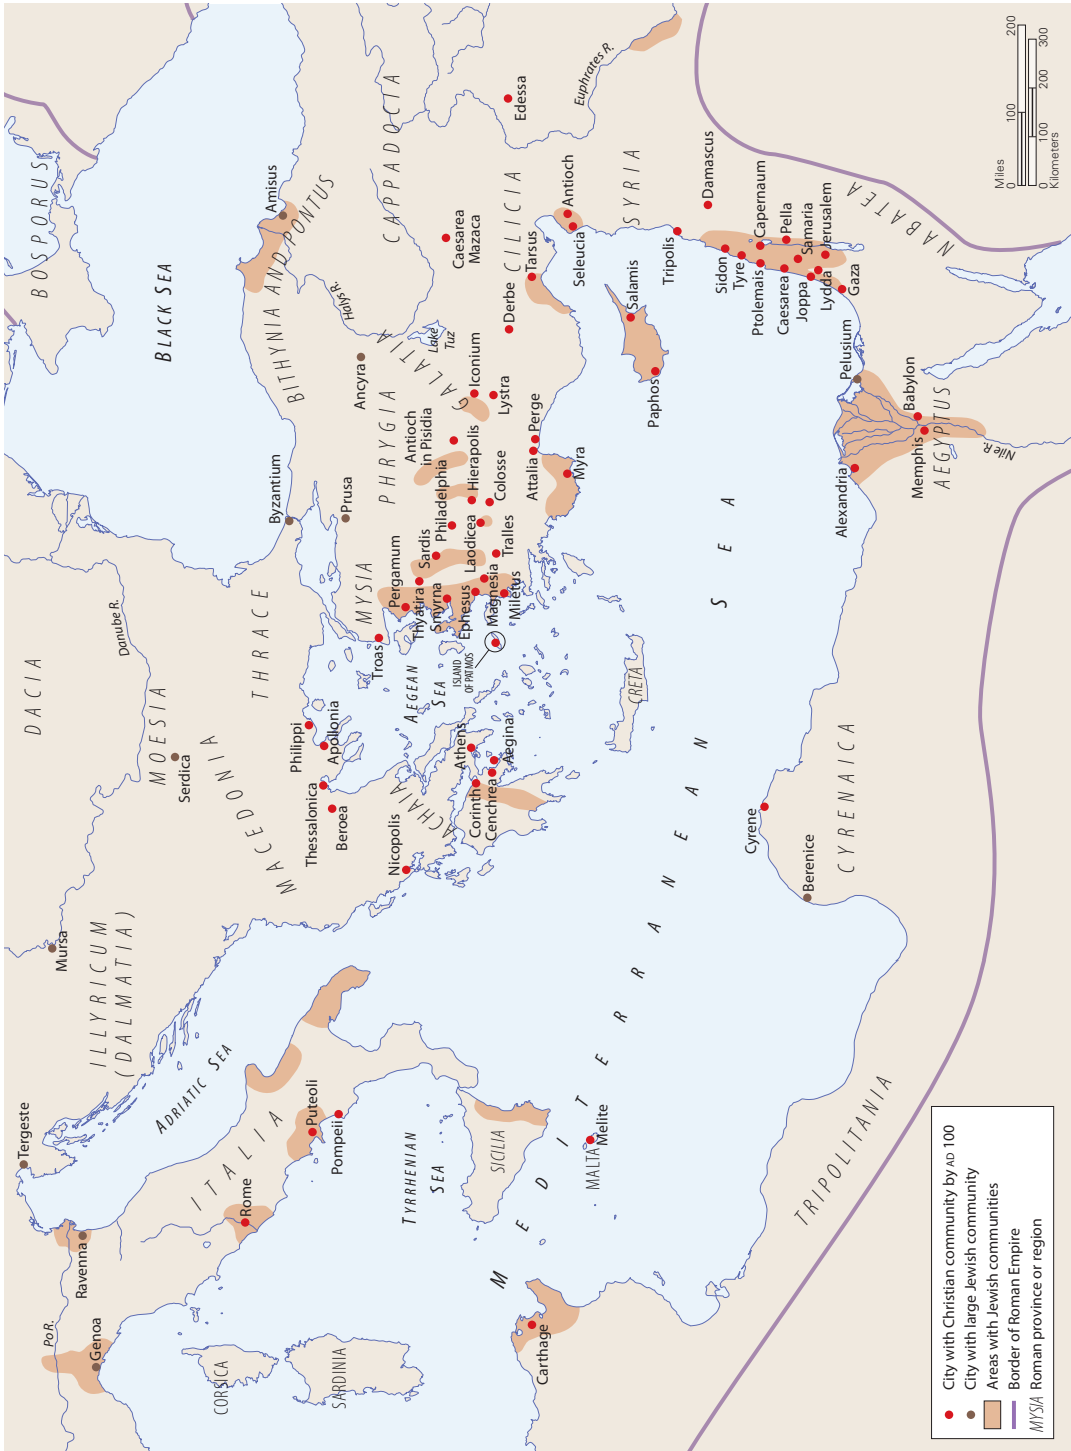 BOSPORUS
BLACK SEA
Amisus
BITHYNIA AND PONTUS
Halys R.
CAPPADOCIA
Caesarea
Mazaca
Edessa
Euphrates R.
DACIA
Danube R.
MOESIA
Serdica
THRACE
Byzantium
Prusa
Ancyra
GALATIA
Lake
Tuz
PHRYGIA
MYSIA
Antioch
in Pisidia
Iconium
Lystra
Derbe
CILICIA
Tarsus
Antioch
Seleucia
SYRIA
Pergamum
Thyatira
Sardis
Smyrna
Philadelphia
Hierapolis
Colosse
Laodicea
Ephesus
Magnesia
Tralles
Miletus
Attalia
Perge
Myra
Troas
AEGEAN
SEA
ISLAND
OF PATMOS
Mursa
ILLYRICUM
(DALMATIA)
MACEDONIA
Philippi
Apollonia
Thessalonica
Beroea
Nicopolis
ACHAIA
Athens
Aegina
Corinth
Cenchrea
CRETA
Salamis
Paphos
Tripolis
Damascus
Sidon
Tyre
Ptolemais
Caesarea
Joppa
Lydda
Gaza
Capernaum
Pella
Samaria
Jerusalem
NABATEA
Pelusium
Babylon
Memphis
AEGYPTUS
Nile R.
Alexandria
Tergeste
ADRIATIC SEA
Ravenna
Po R.
Genoa
ITALIA
Rome
Puteoli
Pompeii
CORSICA
SARDINIA
TYRRHENIAN
SEA
SICILIA
MALTA
Melite
Carthage
MEDITERRANEAN SEA
Cyrene
Berenice
CYRENAICA
TRIPOLITANIA
Miles
0 100 200
0 100 200 300
Kilometers
City with Christian community by AD 100
City with large Jewish community
Areas with Jewish communities
Border of Roman Empire
MYSIA Roman province or region